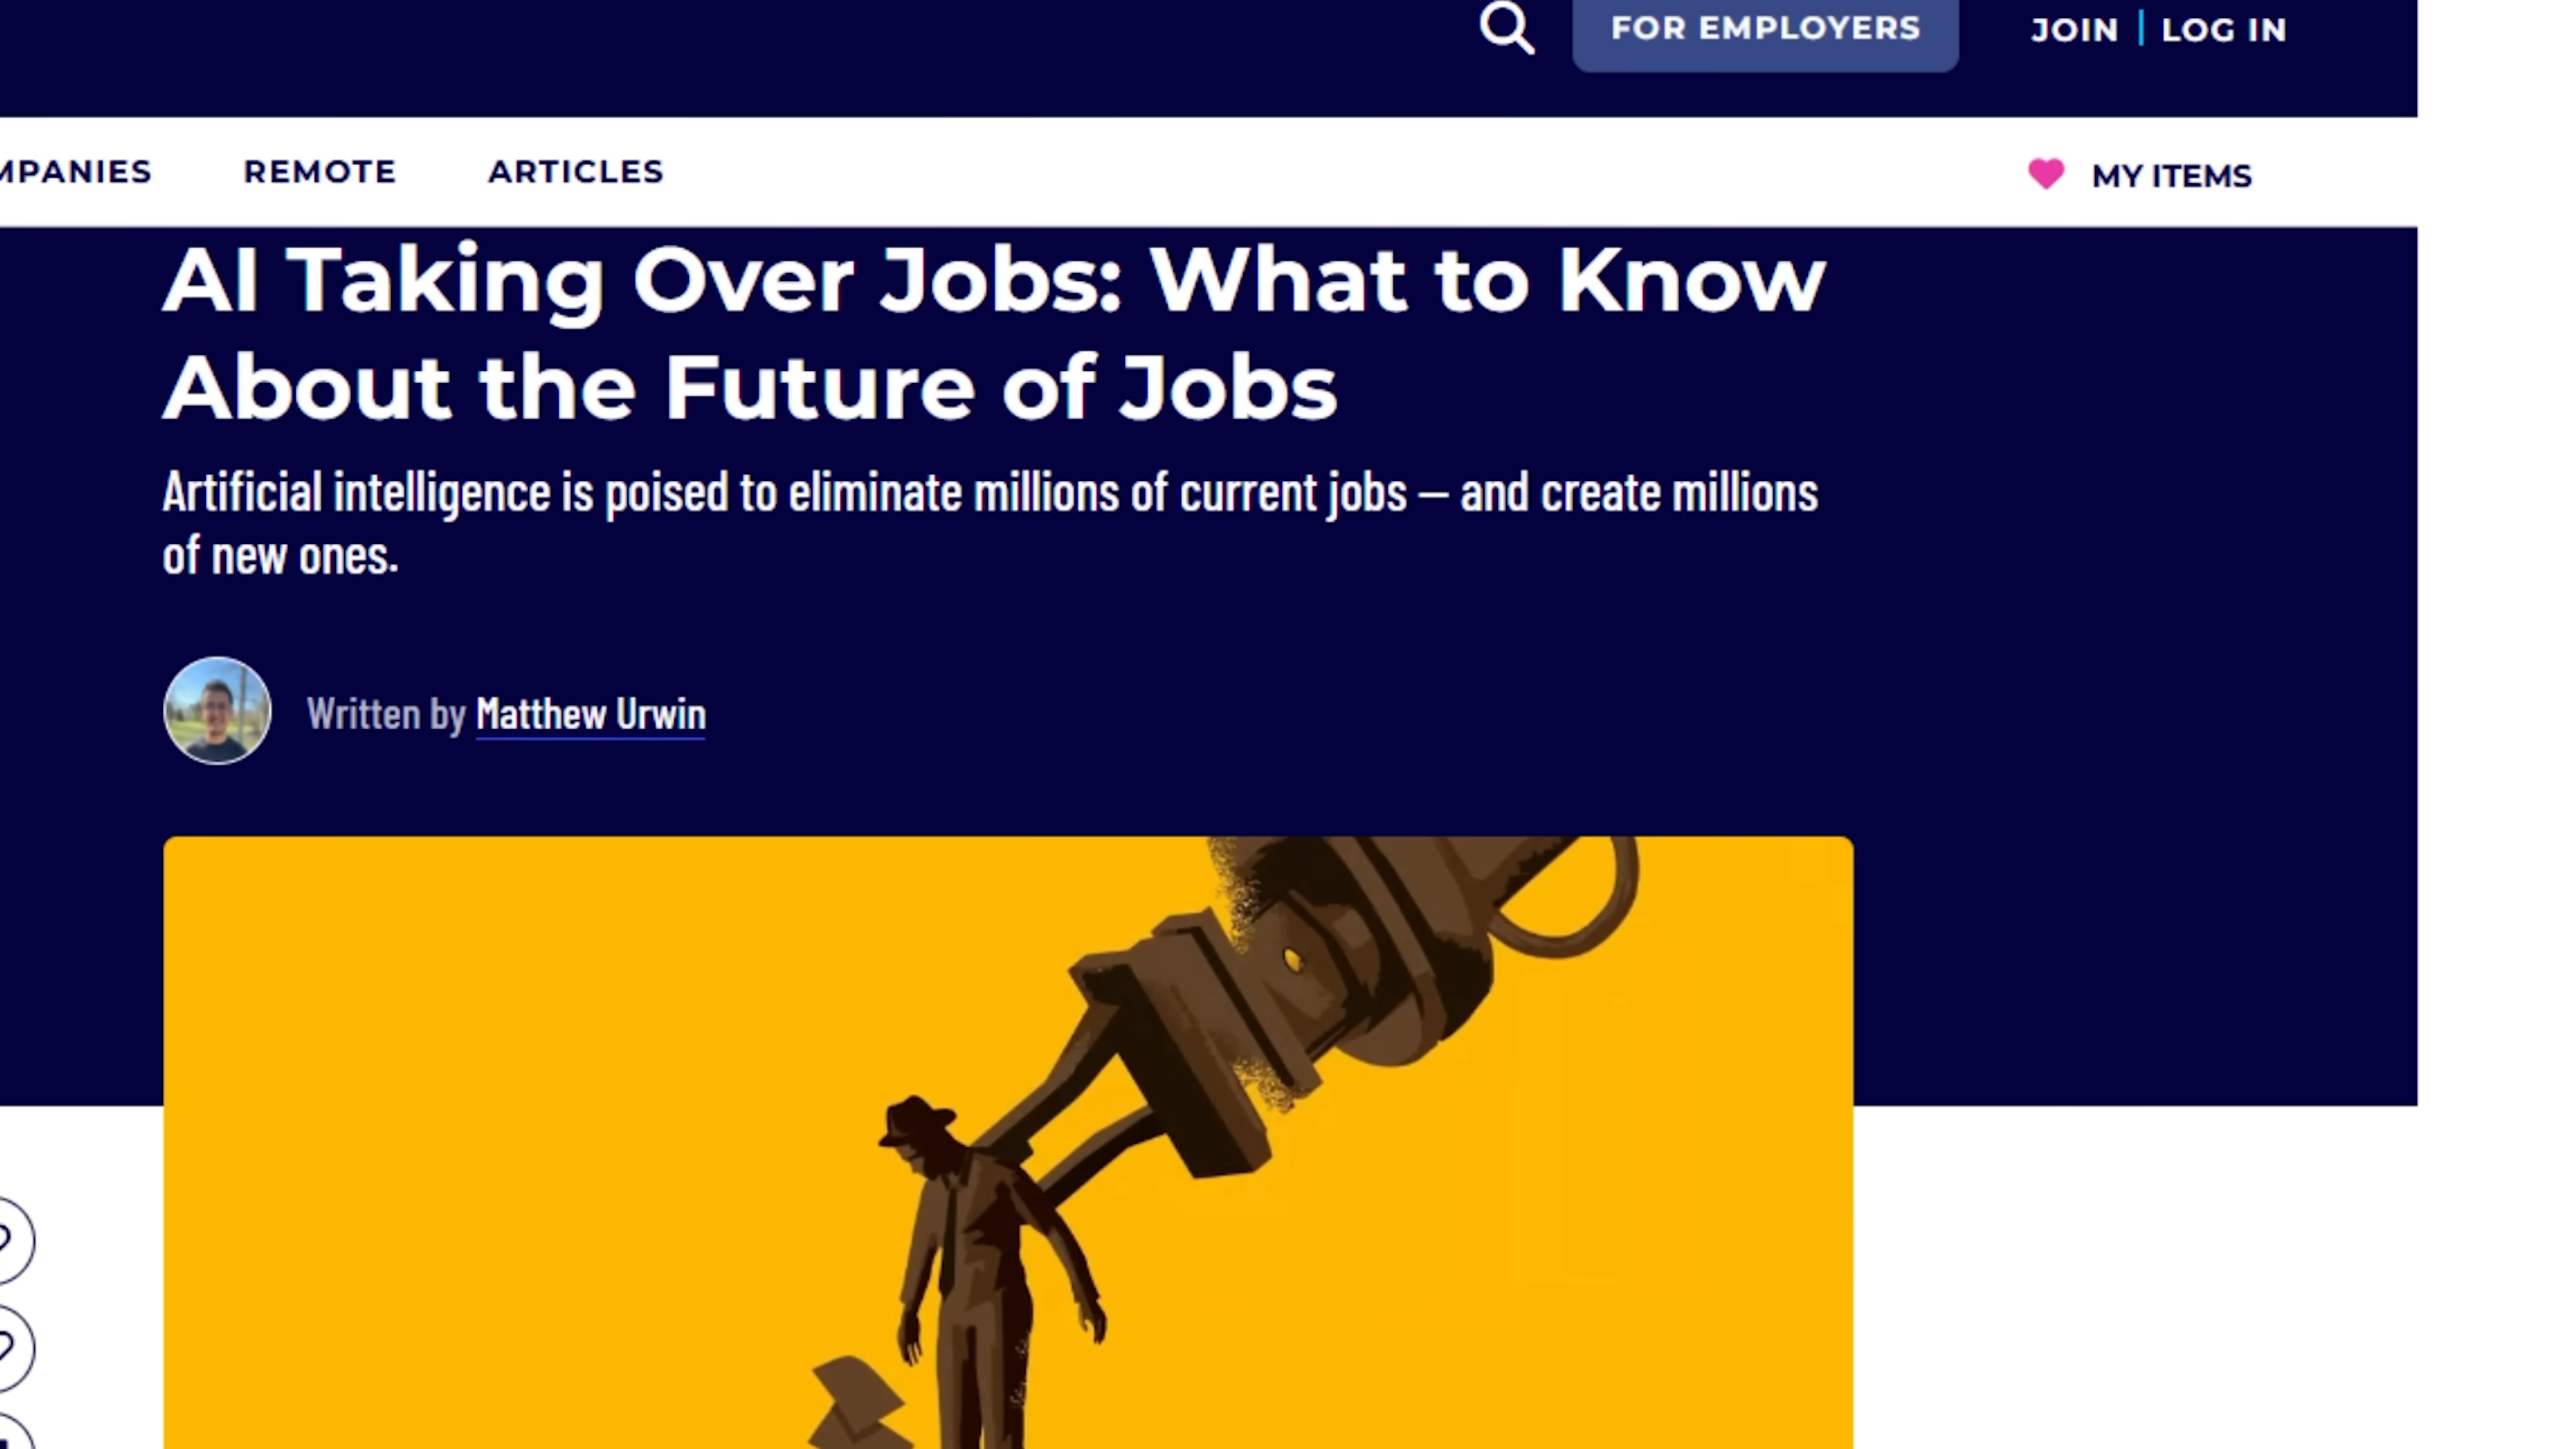 FOR EMPLOYERS
JOIN | LOG IN
MPANIES
REMOTE
ARTICLES
MY ITEMS
AI Taking Over Jobs: What to Know
About the Future of Jobs
Artificial intelligence is poised to eliminate millions of current jobs — and create millions
of new ones.
Written by Matthew Urwin